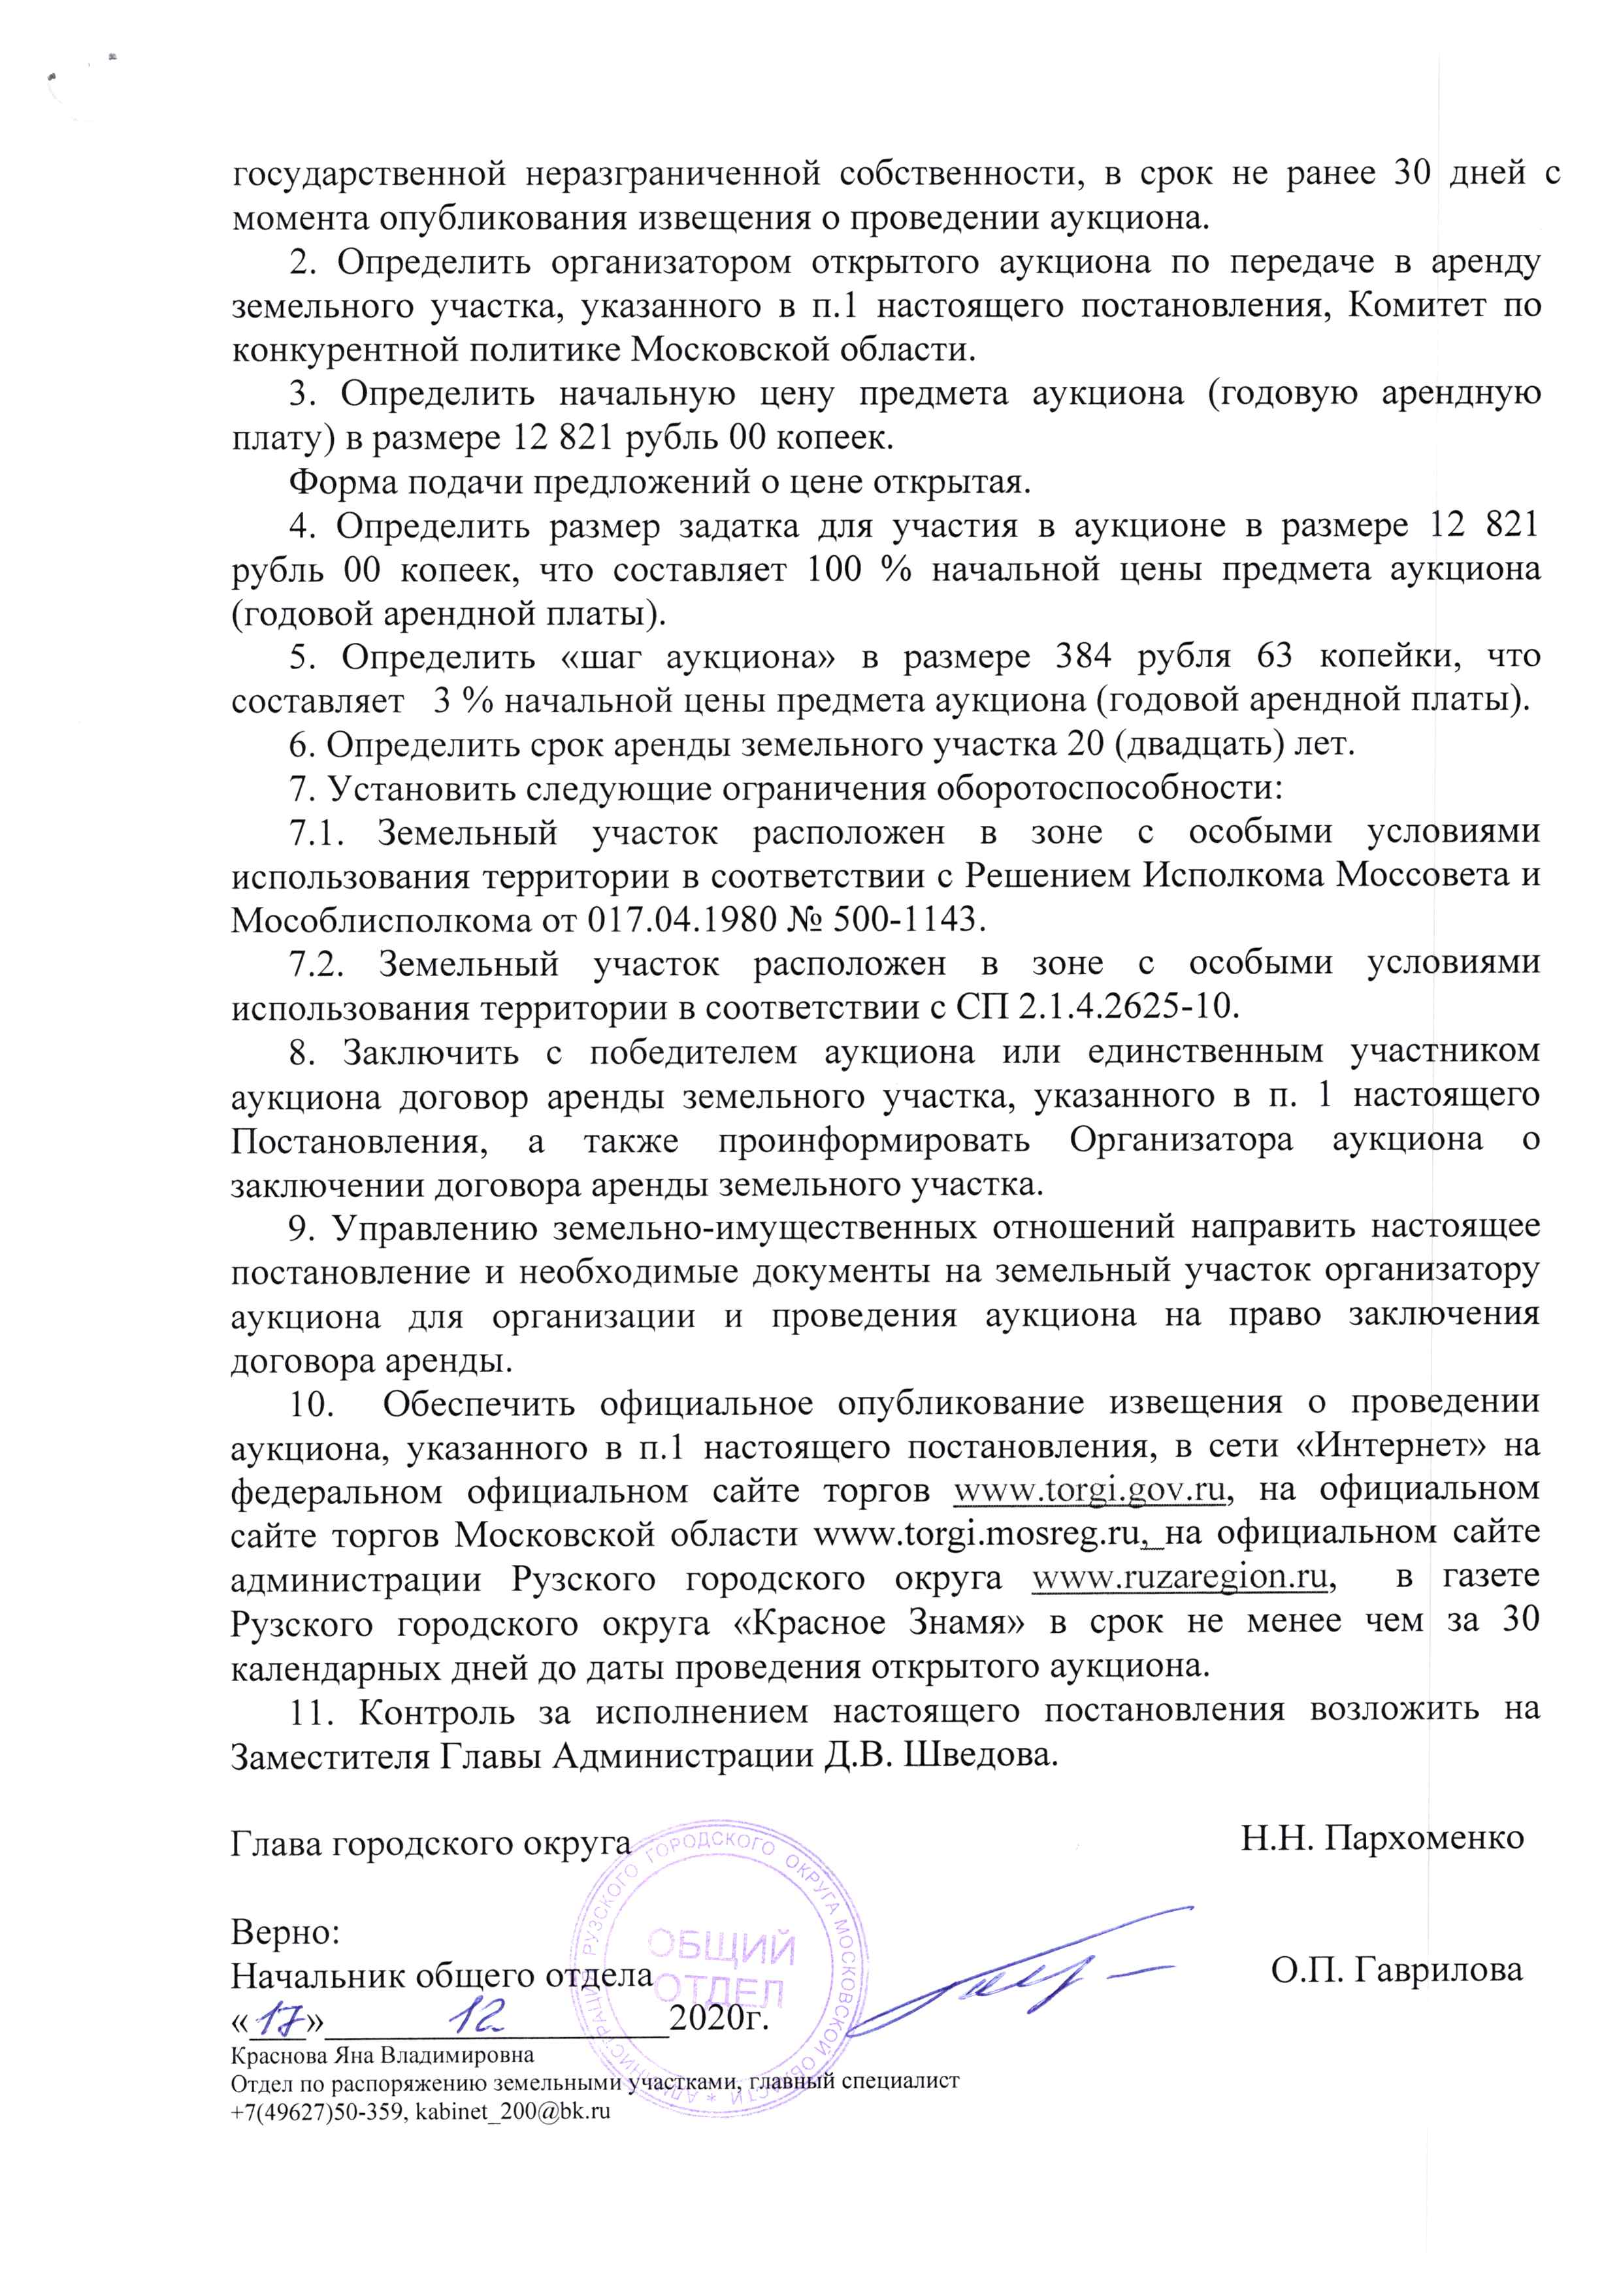 государственной неразграниченной собственности, в срок не ранее 30 дней с
момента опубликования извещения о проведении аукциона.
2. Определить организатором открытого аукциона по передаче в аренду
земельного участка, указанного в п.1 настоящего постановления, Комитет по
конкурентной политике Московской области.
3. Определить начальную цену предмета аукциона (годовую арендную
плату) в размере 12 821 рубль 00 копеек.
Форма подачи предложений о цене открытая.
4. Определить размер задатка для участия в аукционе в размере 12 821
рубль 00 копеек, что составляет 100 % начальной цены предмета аукциона
(годовой арендной платы).
5. Определить «шаг аукциона» в размере 384 рубля 63 копейки, что
составляет 3 % начальной цены предмета аукциона (годовой арендной платы).
6. Определить срок аренды земельного участка 20 (двадцать) лет.
7. Установить следующие ограничения оборотоспособности:
7.1. Земельный участок расположен в зоне с особыми условиями
использования территории в соответствии с Решением Исполкома Моссовета и
Мособлисполкома от 017.04.1980 № 500-1143.
7.2. Земельный участок расположен в зоне с особыми условиями
использования территории в соответствии с СП 2.1.4.2625-10.
8. Заключить с победителем аукциона или единственным участником
аукциона договор аренды земельного участка, указанного в п. 1 настоящего
Постановления, а также проинформировать Организатора аукциона о
заключении договора аренды земельного участка.
9. Управлению земельно-имущественных отношений направить настоящее
постановление и необходимые документы на земельный участок организатору
аукциона для организации и проведения аукциона на право заключения
договора аренды.
10. Обеспечить официальное опубликование извещения о проведении
аукциона, указанного в п.1 настоящего постановления, в сети «Интернет» на
федеральном официальном сайте торгов www.torgi.gov.ru, на официальном
сайте торгов Московской области www.torgi.mosreg.ru, на официальном сайте
администрации Рузского городского округа www.ruzaregion.ru, в газете
Рузского городского округа «Красное Знамя» в срок не менее чем за 30
календарных дней до даты проведения открытого аукциона.
11. Контроль за исполнением настоящего постановления возложить на
Заместителя Главы Администрации Д.В. Шведова.
Глава городского округа Н.Н. Пархоменко
Верно:
Начальник общего отдела О.П. Гаврилова
«17» 12 2020г.
Краснова Яна Владимировна
Отдел по распоряжению земельными участками, главный специалист
+7(49627)50-359, kabinet_200@bk.ru
АДМИНИСТРАЦИЯ РУЗСКОГО ГОРОДСКОГО ОКРУГА МОСКОВСКОЙ ОБЛАСТИ *
ОБЩИЙ
ОТДЕЛ